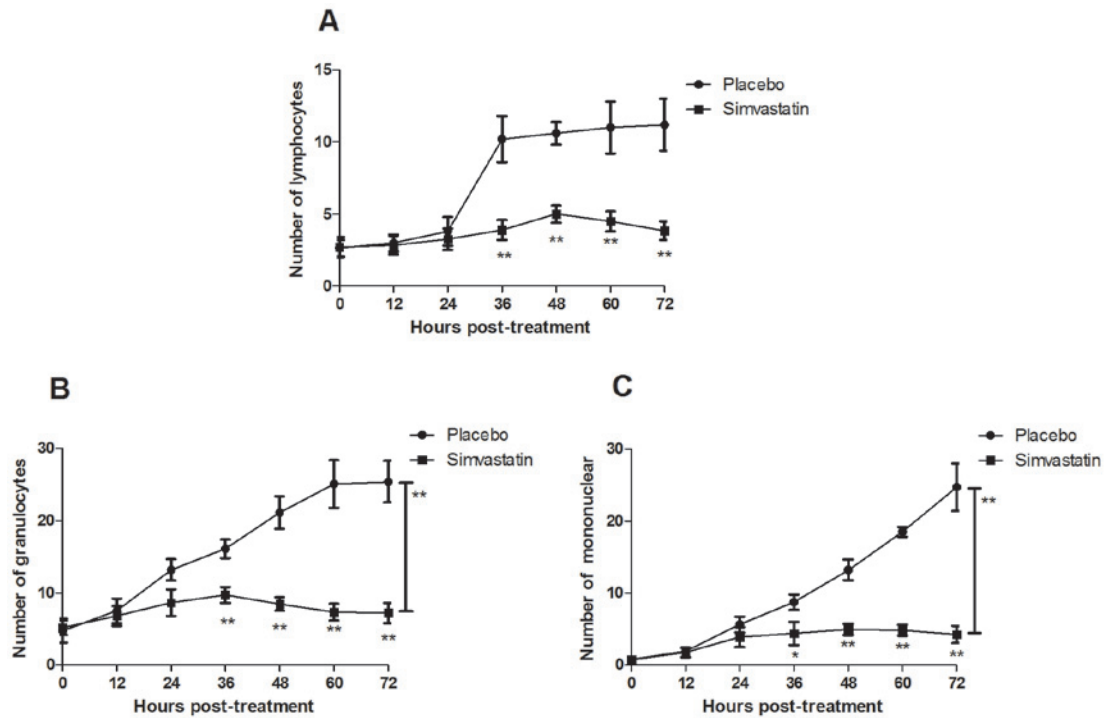 A
Number of lymphocytes
15
10
5
0
Placebo
Simvastatin
** ** ** **
0 12 24 36 48 60 72
Hours post-treatment
B
Number of granulocytes
30
20
10
0
Placebo
Simvastatin
**
** ** ** **
0 12 24 36 48 60 72
Hours post-treatment
C
Number of mononuclear
30
20
10
0
Placebo
Simvastatin
**
* ** ** **
0 12 24 36 48 60 72
Hours post-treatment